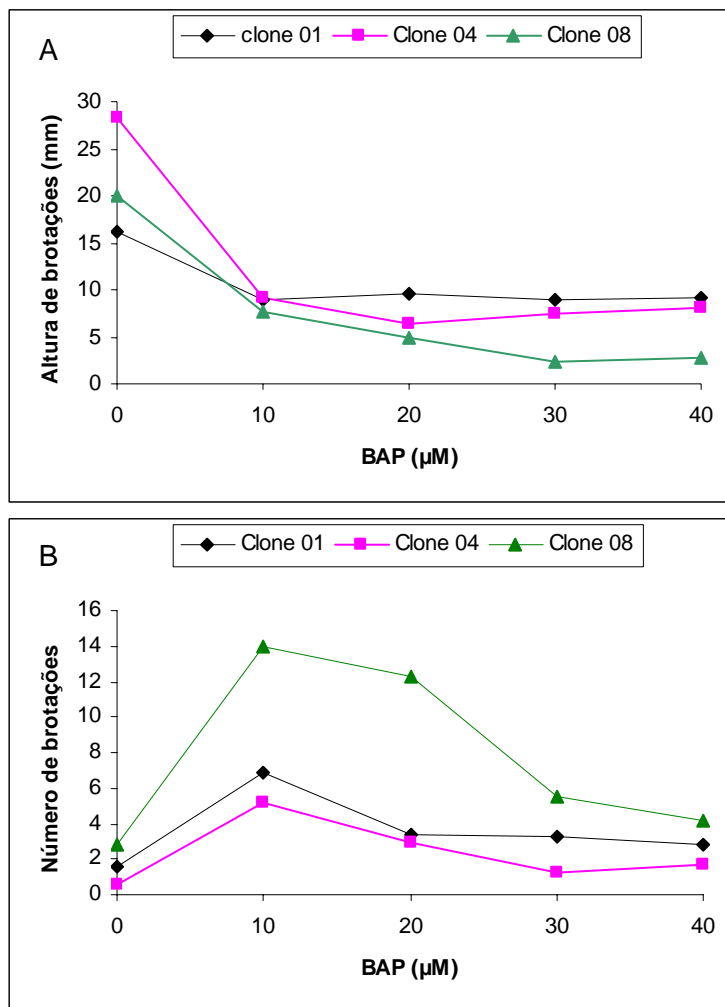 A
clone 01 Clone 04 Clone 08
Altura de brotações (mm)
30
25
20
15
10
5
0
0 10 20 30 40
BAP (µM)
B
Clone 01 Clone 04 Clone 08
Número de brotações
16
14
12
10
8
6
4
2
0
0 10 20 30 40
BAP (µM)